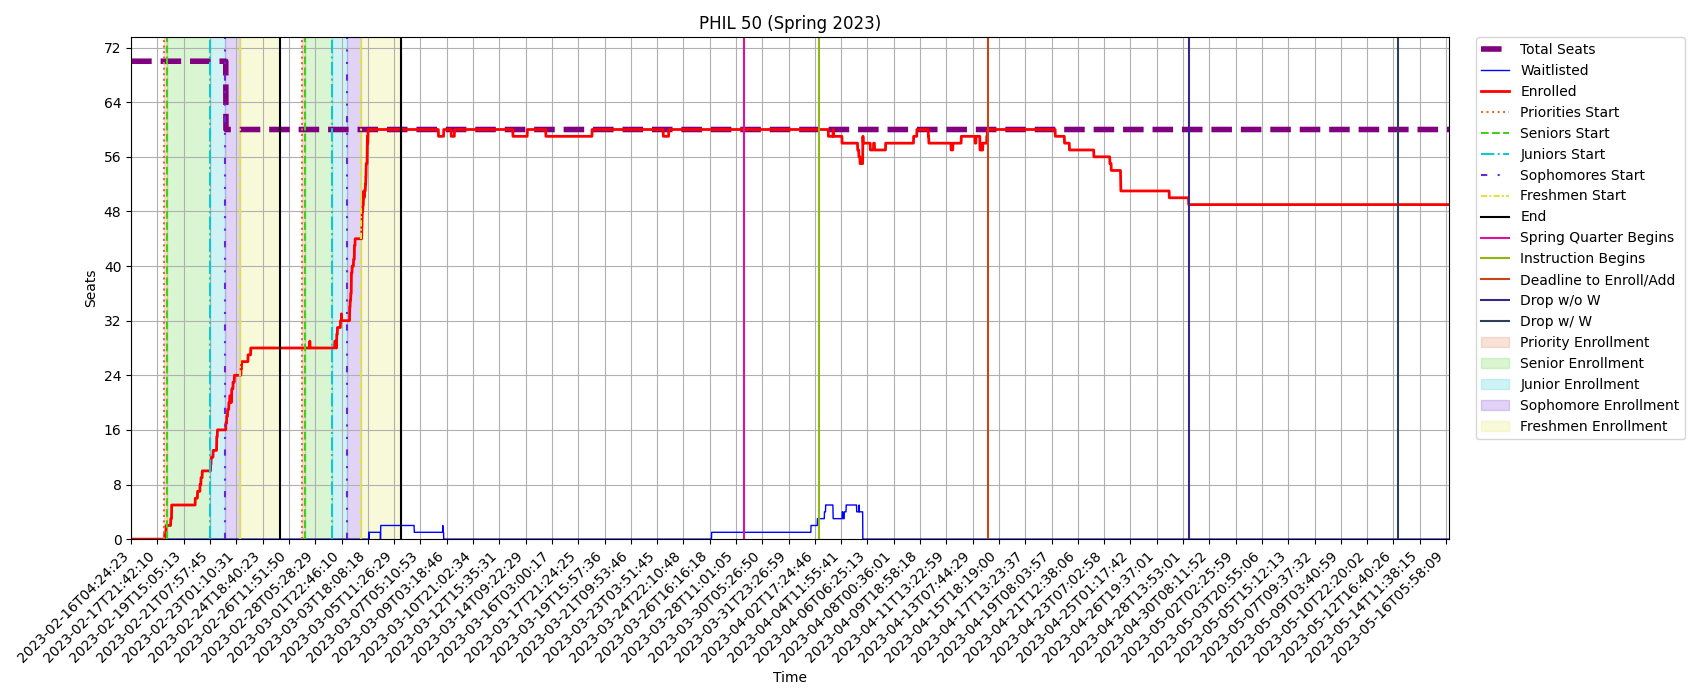 PHIL 50 (Spring 2023)
72
64
56
48
40
32
24
16
8
0
Seats
2023-02-16T04:24:23
2023-02-17T21:42:10
2023-02-19T15:05:13
2023-02-21T07:57:45
2023-02-23T01:10:31
2023-02-24T18:40:23
2023-02-26T11:51:50
2023-02-28T05:28:29
2023-03-01T22:46:10
2023-03-03T18:08:18
2023-03-05T11:26:29
2023-03-07T05:10:53
2023-03-09T03:18:46
2023-03-10T21:02:34
2023-03-12T15:35:31
2023-03-14T09:22:29
2023-03-16T03:00:17
2023-03-17T21:24:25
2023-03-19T15:57:36
2023-03-21T09:53:46
2023-03-23T03:51:45
2023-03-24T22:10:48
2023-03-26T16:16:18
2023-03-28T11:01:05
2023-03-30T05:26:50
2023-03-31T23:26:59
2023-04-02T17:24:46
2023-04-04T11:55:41
2023-04-06T06:25:13
2023-04-08T00:36:01
2023-04-09T18:58:18
2023-04-11T13:22:59
2023-04-13T07:44:29
2023-04-15T18:19:00
2023-04-17T13:23:37
2023-04-19T08:03:57
2023-04-21T12:38:06
2023-04-23T07:02:58
2023-04-25T01:17:42
2023-04-26T19:37:01
2023-04-28T13:53:01
2023-04-30T08:11:52
2023-05-02T02:25:59
2023-05-03T20:55:06
2023-05-05T15:12:13
2023-05-07T09:37:32
2023-05-09T03:40:59
2023-05-10T22:20:02
2023-05-12T16:40:26
2023-05-14T11:38:15
2023-05-16T05:58:09
Time
Total Seats
Waitlisted
Enrolled
Priorities Start
Seniors Start
Juniors Start
Sophomores Start
Freshmen Start
End
Spring Quarter Begins
Instruction Begins
Deadline to Enroll/Add
Drop w/o W
Drop w/ W
Priority Enrollment
Senior Enrollment
Junior Enrollment
Sophomore Enrollment
Freshmen Enrollment